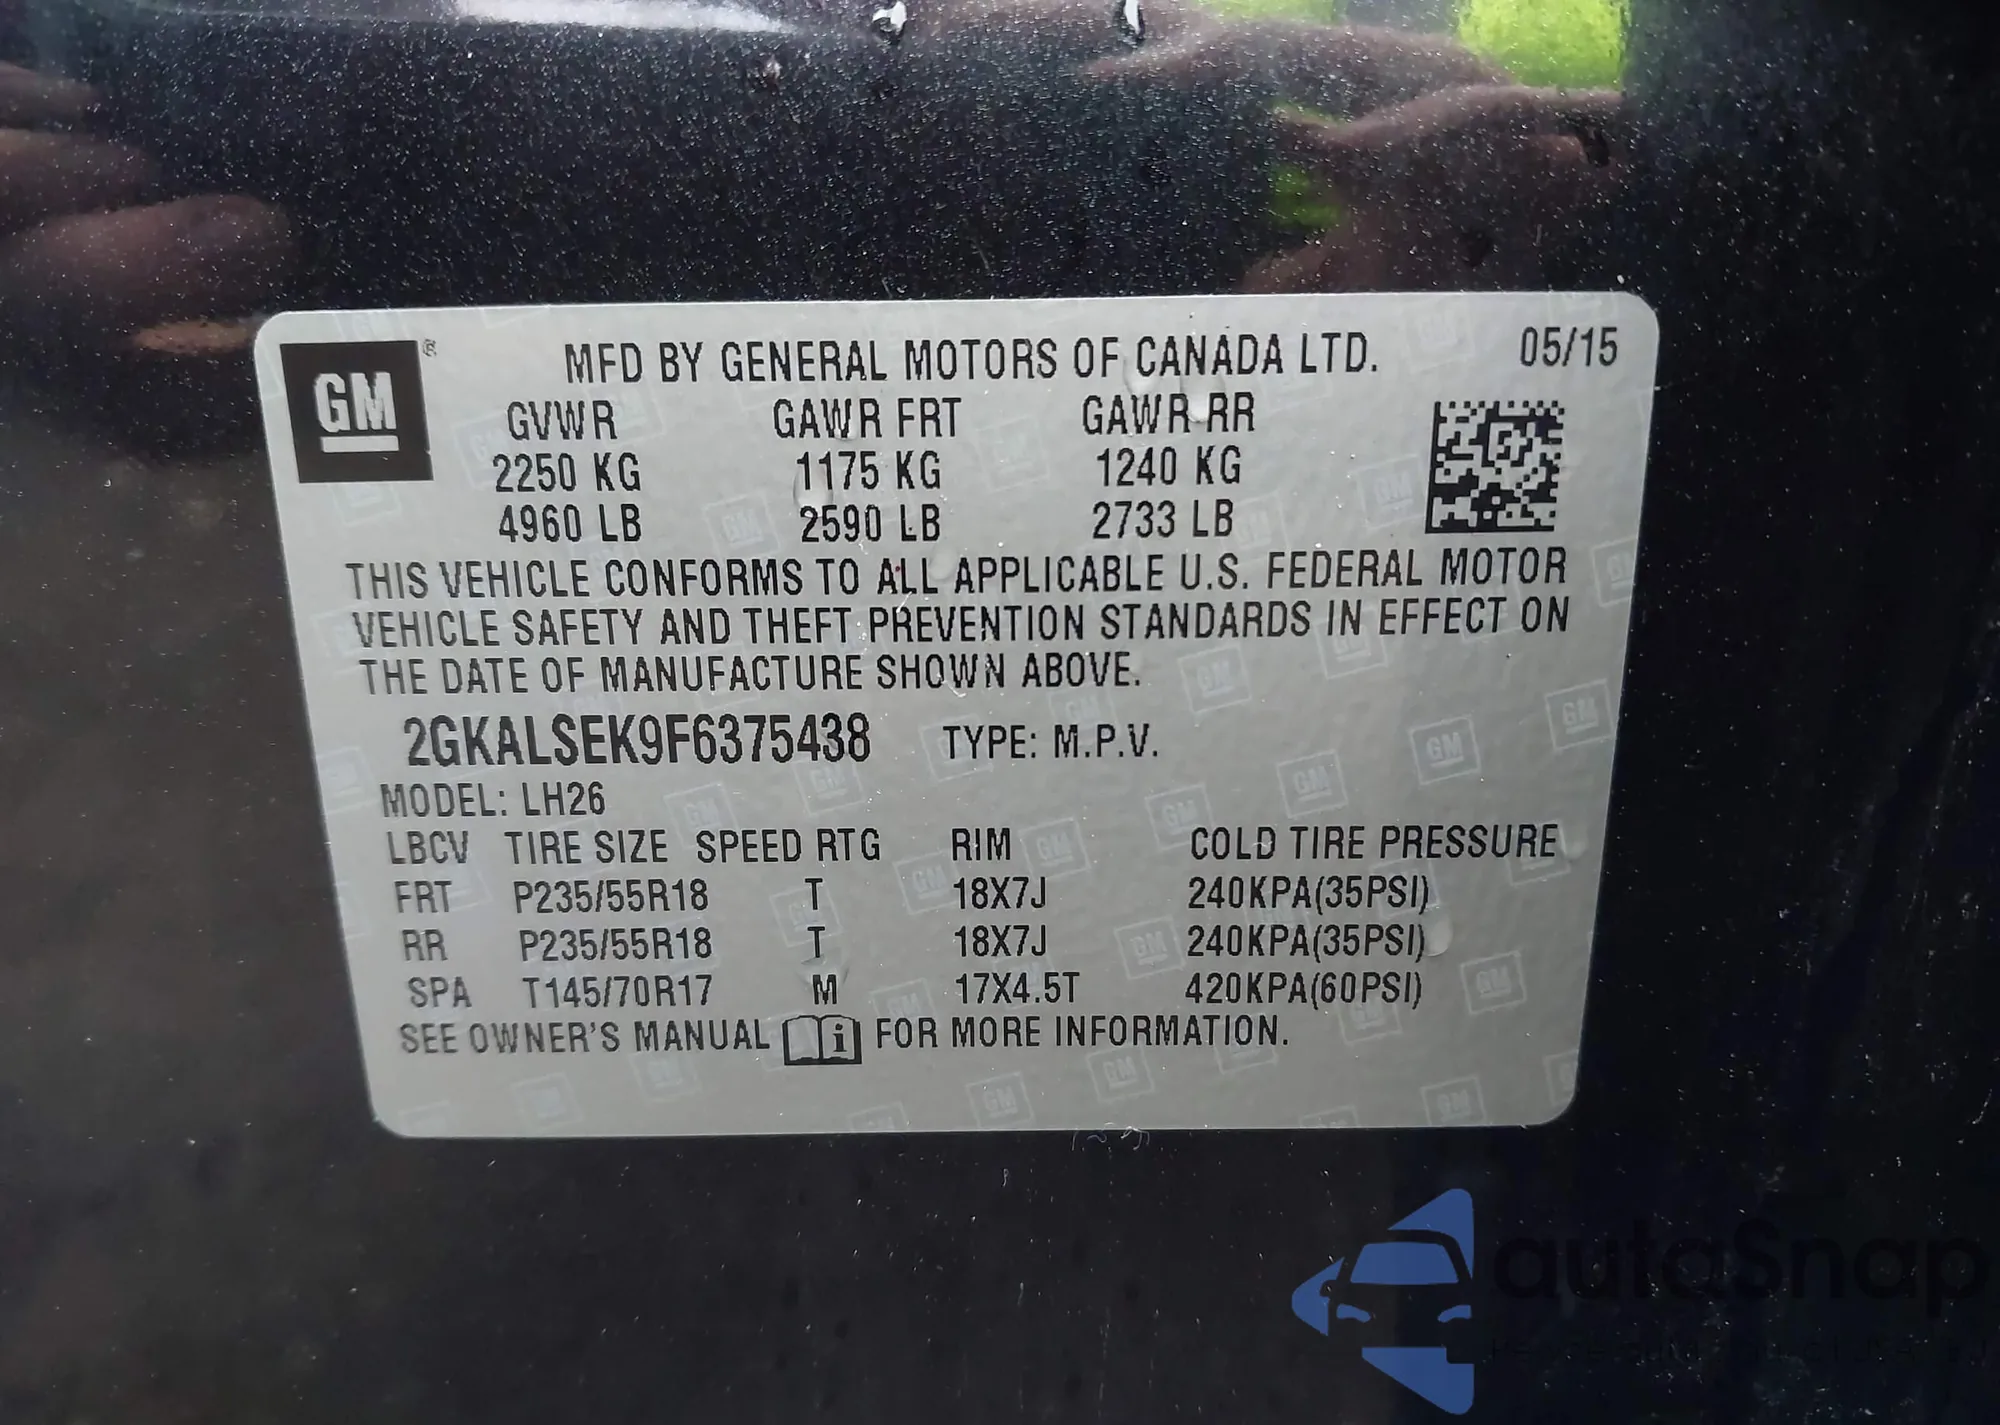 GM ® MFD BY GENERAL MOTORS OF CANADA LTD. 05/15
GVWR GAWR FRT GAWR RR
2250 KG 1175 KG 1240 KG
4960 LB 2590 LB 2733 LB
THIS VEHICLE CONFORMS TO ALL APPLICABLE U.S. FEDERAL MOTOR
VEHICLE SAFETY AND THEFT PREVENTION STANDARDS IN EFFECT ON
THE DATE OF MANUFACTURE SHOWN ABOVE.
2GKALSEK9F6375438 TYPE: M.P.V.
MODEL: LH26
LBCV TIRE SIZE SPEED RTG RIM COLD TIRE PRESSURE
FRT P235/55R18 T 18X7J 240KPA(35PSI)
RR P235/55R18 T 18X7J 240KPA(35PSI)
SPA T145/70R17 M 17X4.5T 420KPA(60PSI)
SEE OWNER'S MANUAL i FOR MORE INFORMATION.
autoSnap